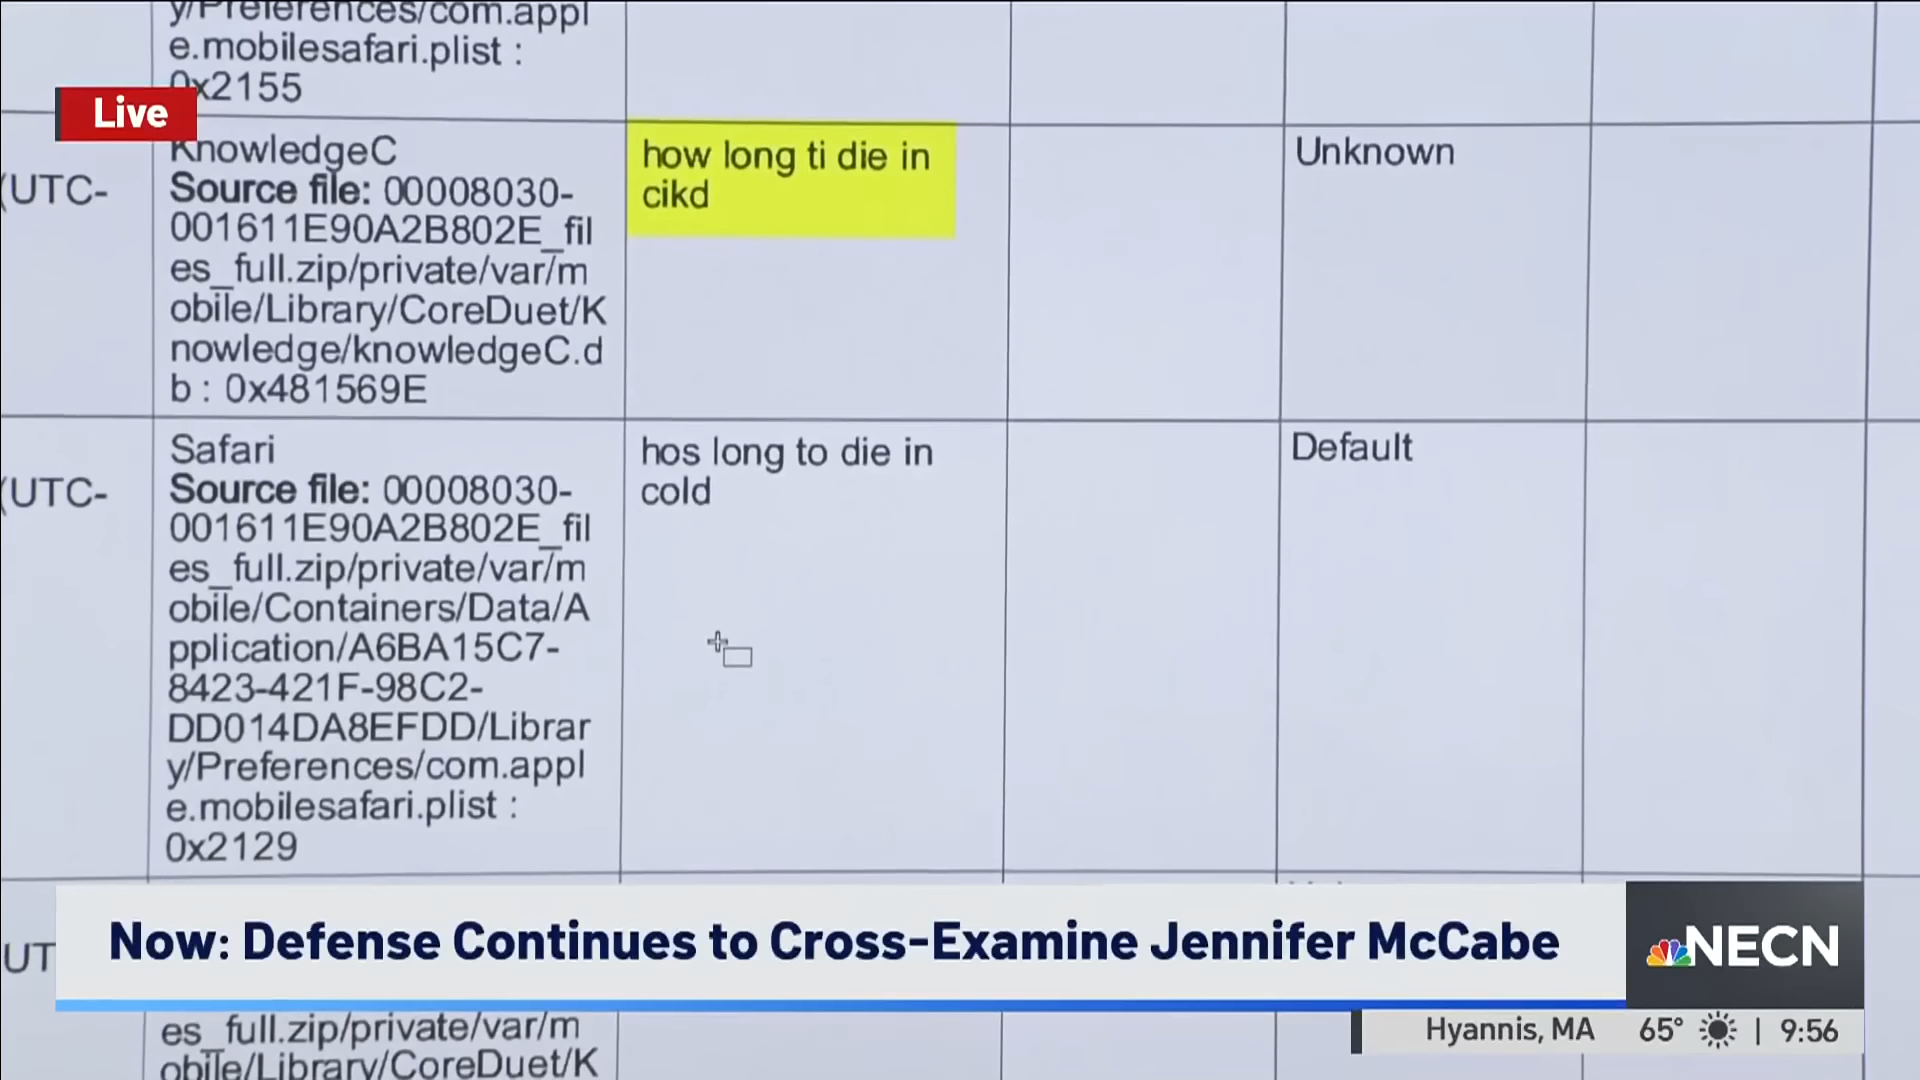 y/Preferences/com.appl
e.mobilesafari.plist :
0x2155
Live
KnowledgeC
(UTC-
Source file: 00008030-
001611E90A2B802E_fil
es_full.zip/private/var/m
obile/Library/CoreDuet/K
nowledge/knowledgeC.d
b : 0x481569E
how long ti die in
cikd
Unknown
Safari
(UTC-
Source file: 00008030-
001611E90A2B802E_fil
es_full.zip/private/var/m
obile/Containers/Data/A
pplication/A6BA15C7-
8423-421F-98C2-
DD014DA8EFDD/Librar
y/Preferences/com.appl
e.mobilesafari.plist :
0x2129
hos long to die in
cold
Default
UT
Now: Defense Continues to Cross-Examine Jennifer McCabe
NECN
es_full.zip/private/var/m
obile/Library/CoreDuet/K
Hyannis, MA 65° | 9:56